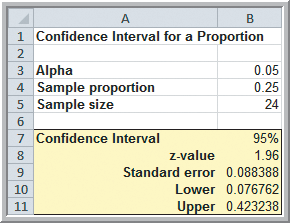 A B
1 Confidence Interval for a Proportion
2
3 Alpha 0.05
4 Sample proportion 0.25
5 Sample size 24
6
7 Confidence Interval 95%
8 z-value 1.96
9 Standard error 0.088388
10 Lower 0.076762
11 Upper 0.423238